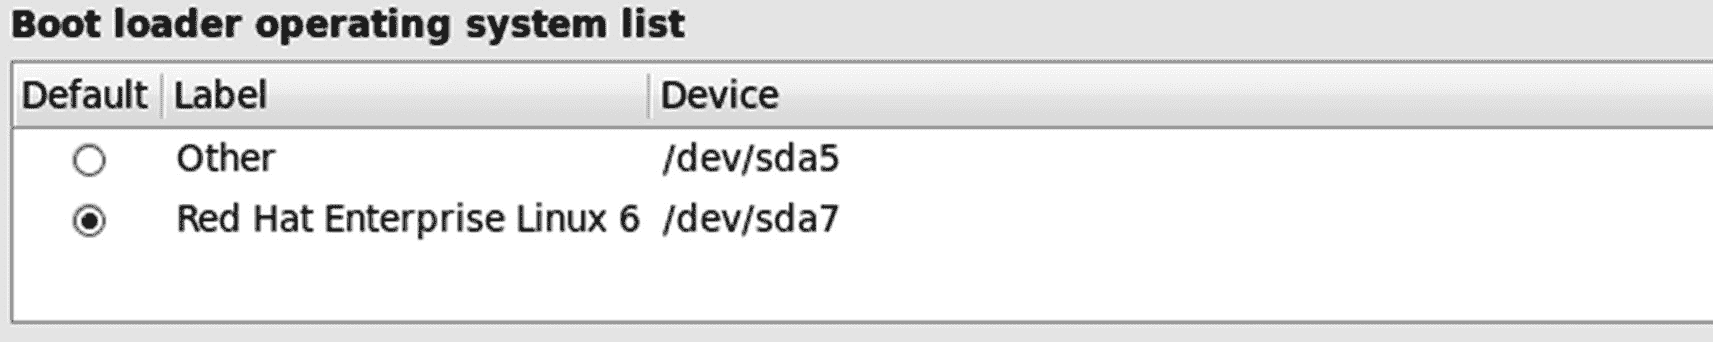 Boot loader operating system list
Default Label Device
Other /dev/sda5
Red Hat Enterprise Linux 6 /dev/sda7